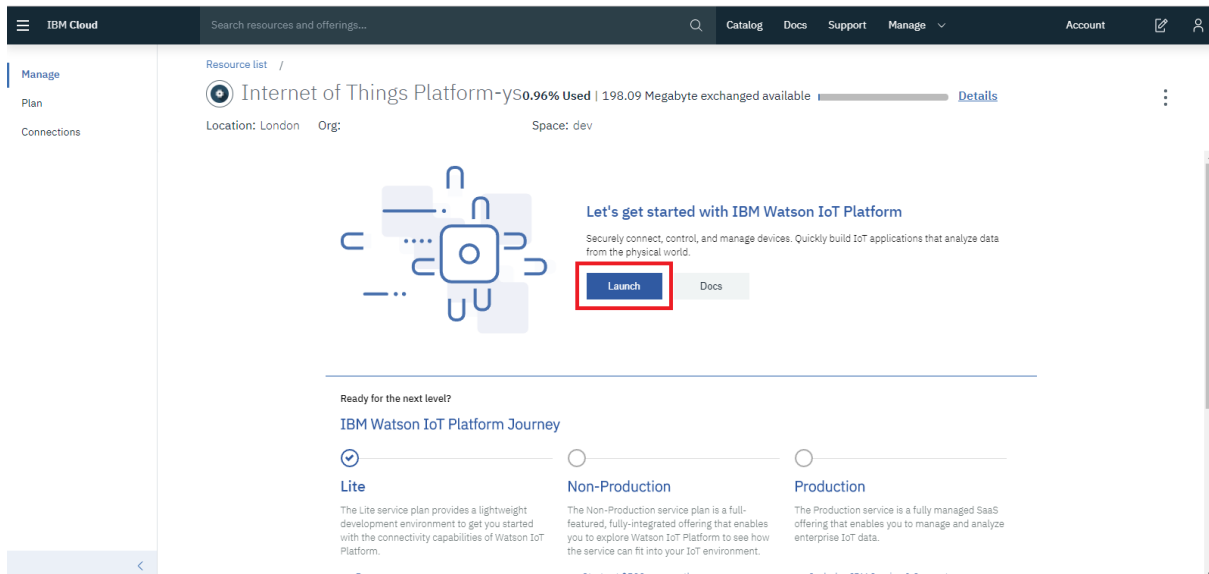 IBM Cloud
Search resources and offerings...
Catalog
Docs
Support
Manage
Account
Manage
Plan
Connections
Resource list /
Internet of Things Platform-ys
0.96% Used | 198.09 Megabyte exchanged available
Details
Location: London Org: Space: dev
Let's get started with IBM Watson IoT Platform
Securely connect, control, and manage devices. Quickly build IoT applications that analyze data
from the physical world.
Launch
Docs
Ready for the next level?
IBM Watson IoT Platform Journey
Lite
The Lite service plan provides a lightweight
development environment to get you started
with the connectivity capabilities of Watson IoT
Platform.
Non-Production
The Non-Production service plan is a full-
featured, fully-integrated offering that enables
you to explore Watson IoT Platform to see how
the service can fit into your IoT environment.
Production
The Production service is a fully managed SaaS
offering that enables you to manage and analyze
enterprise IoT data.